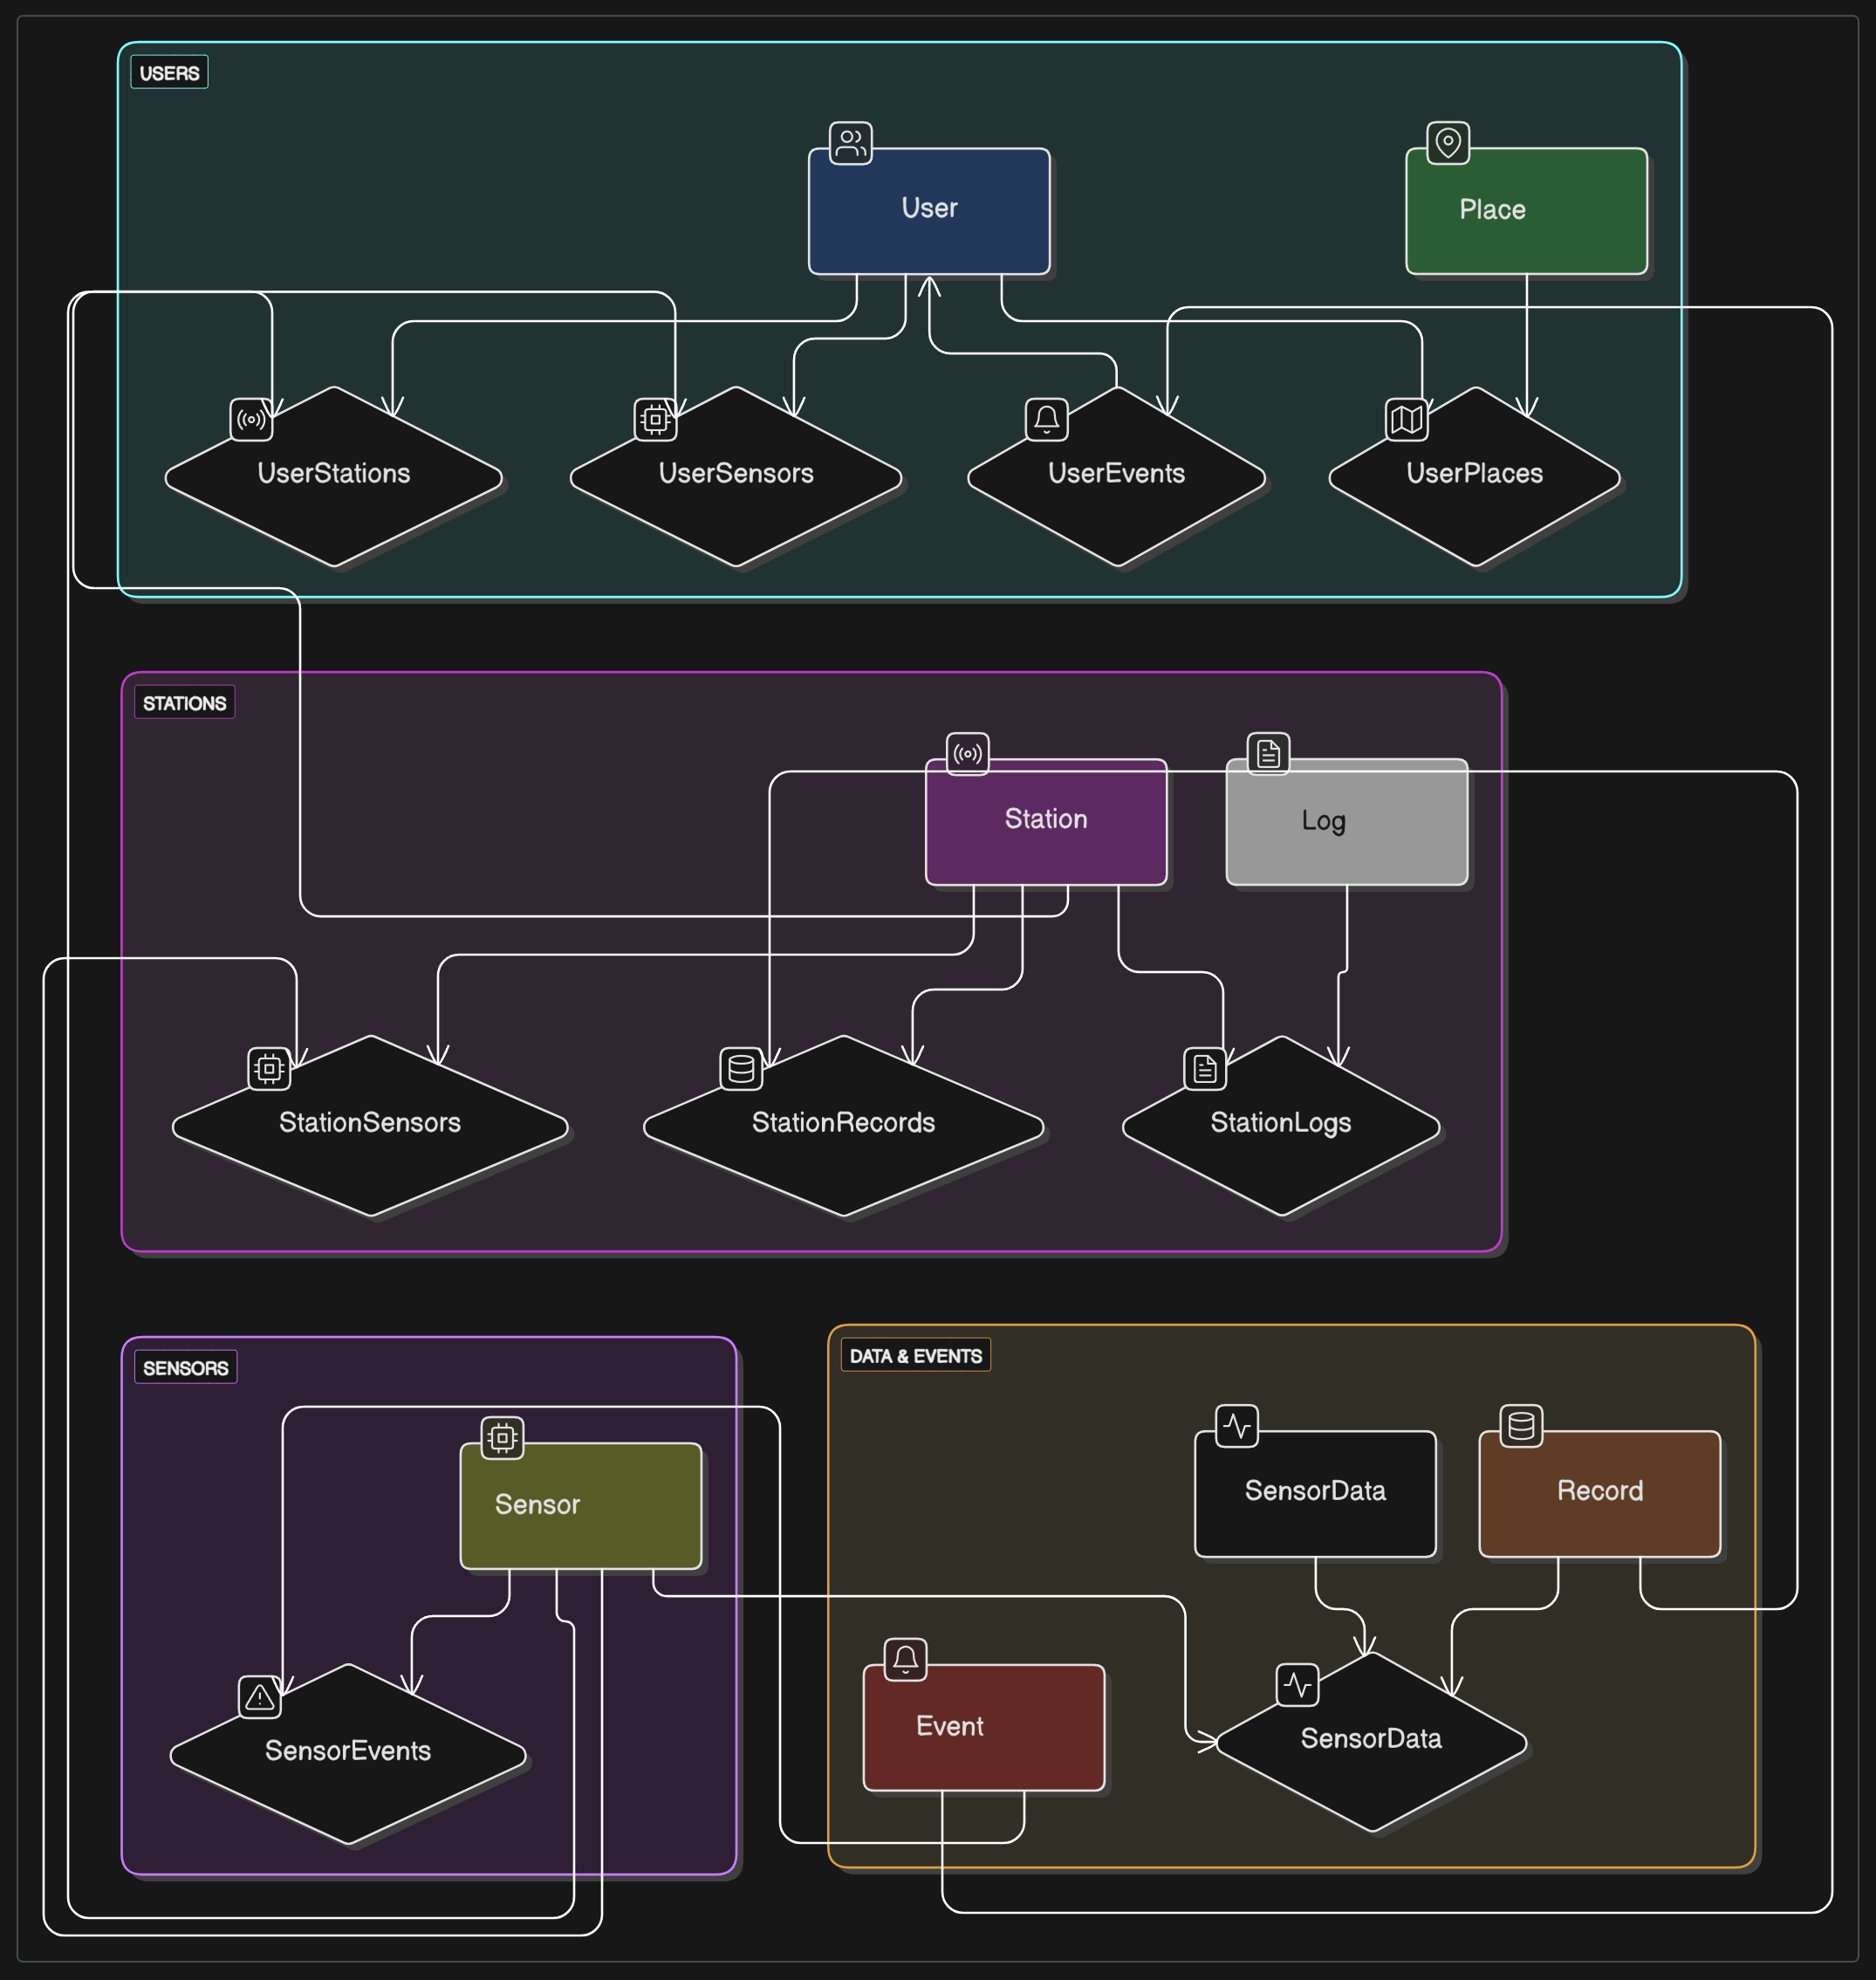 USERS
User
Place
UserStations
UserSensors
UserEvents
UserPlaces
STATIONS
Station
Log
StationSensors
StationRecords
StationLogs
SENSORS
Sensor
SensorEvents
DATA & EVENTS
SensorData
Record
Event
SensorData